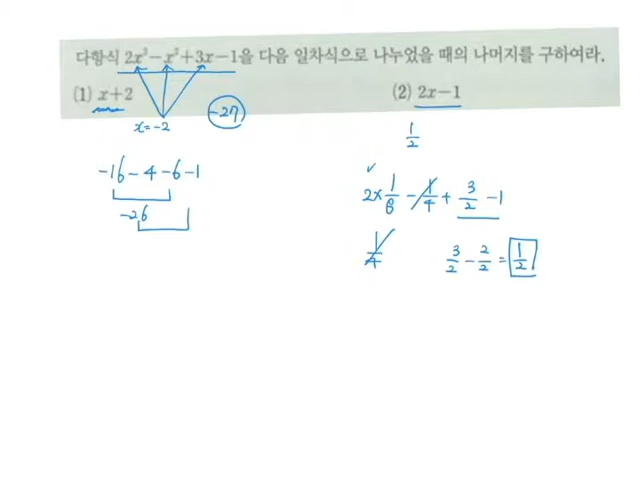 다항식 2x³−x²+3x−1을 다음 일차식으로 나누었을 때의 나머지를 구하여라.
(1) x+2
(2) 2x−1
x=−2
−27
1/2
−16−4−6−1
−26
2×1/8−1/4+3/2−1
1/4
3/2−2/2=1/2